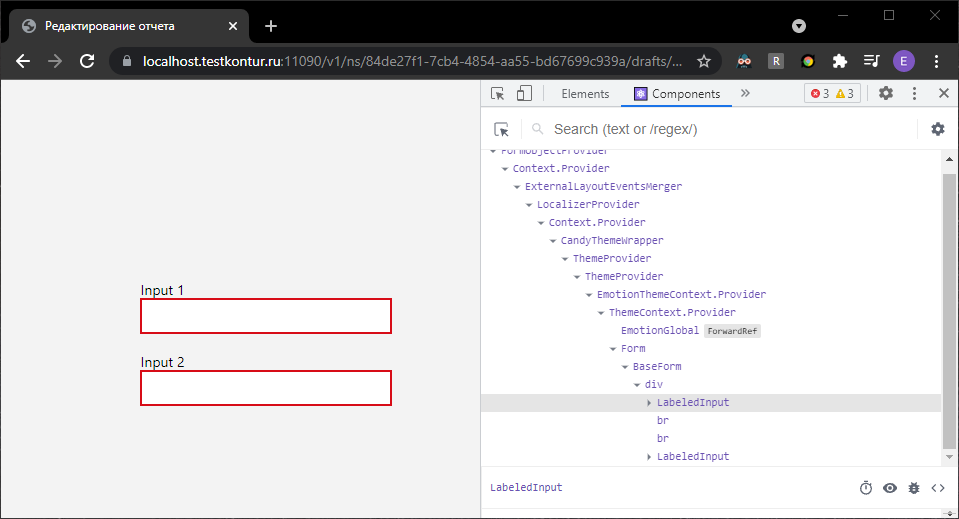 Редактирование отчета
localhost.testkontur.ru:11090/v1/ns/84de27f1-7cb4-4854-aa55-bd67699c939a/drafts/...
R
E
Elements
Components
3
3
Search (text or /regex/)
FormObjectProvider
Context.Provider
ExternalLayoutEventsMerger
LocalizerProvider
Context.Provider
CandyThemeWrapper
ThemeProvider
ThemeProvider
EmotionThemeContext.Provider
ThemeContext.Provider
EmotionGlobal ForwardRef
Form
BaseForm
div
LabeledInput
br
br
LabeledInput
LabeledInput
Input 1
Input 2